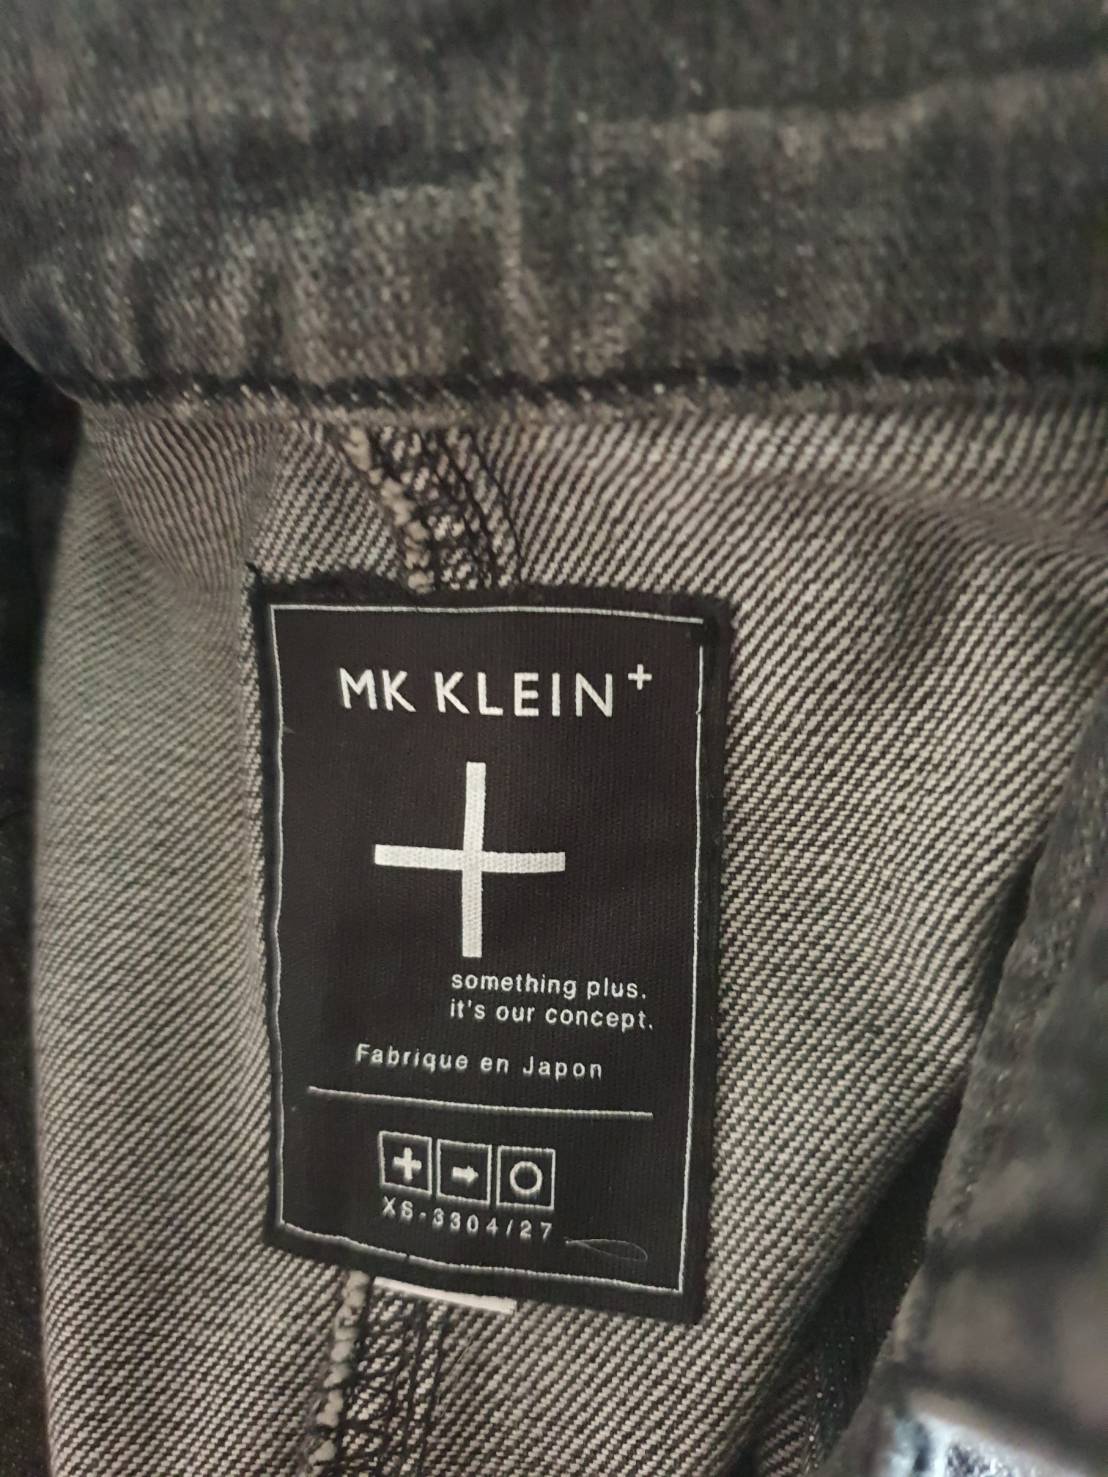 MK KLEIN+
something plus.
it's our concept.
Fabrique en Japon
XS-3304/27